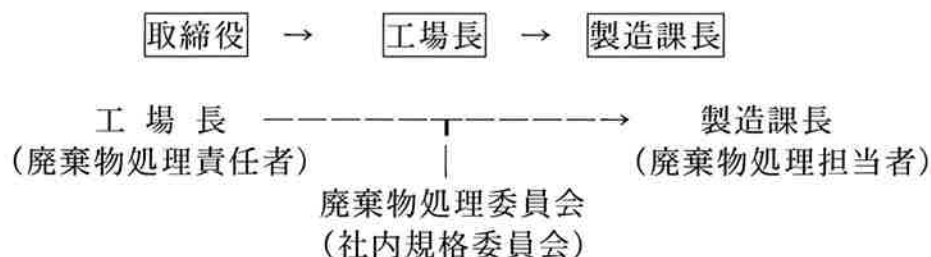 取締役 → 工場長 → 製造課長
工場長 ─────→ 製造課長
(廃棄物処理責任者) (廃棄物処理担当者)
廃棄物処理委員会
(社内規格委員会)